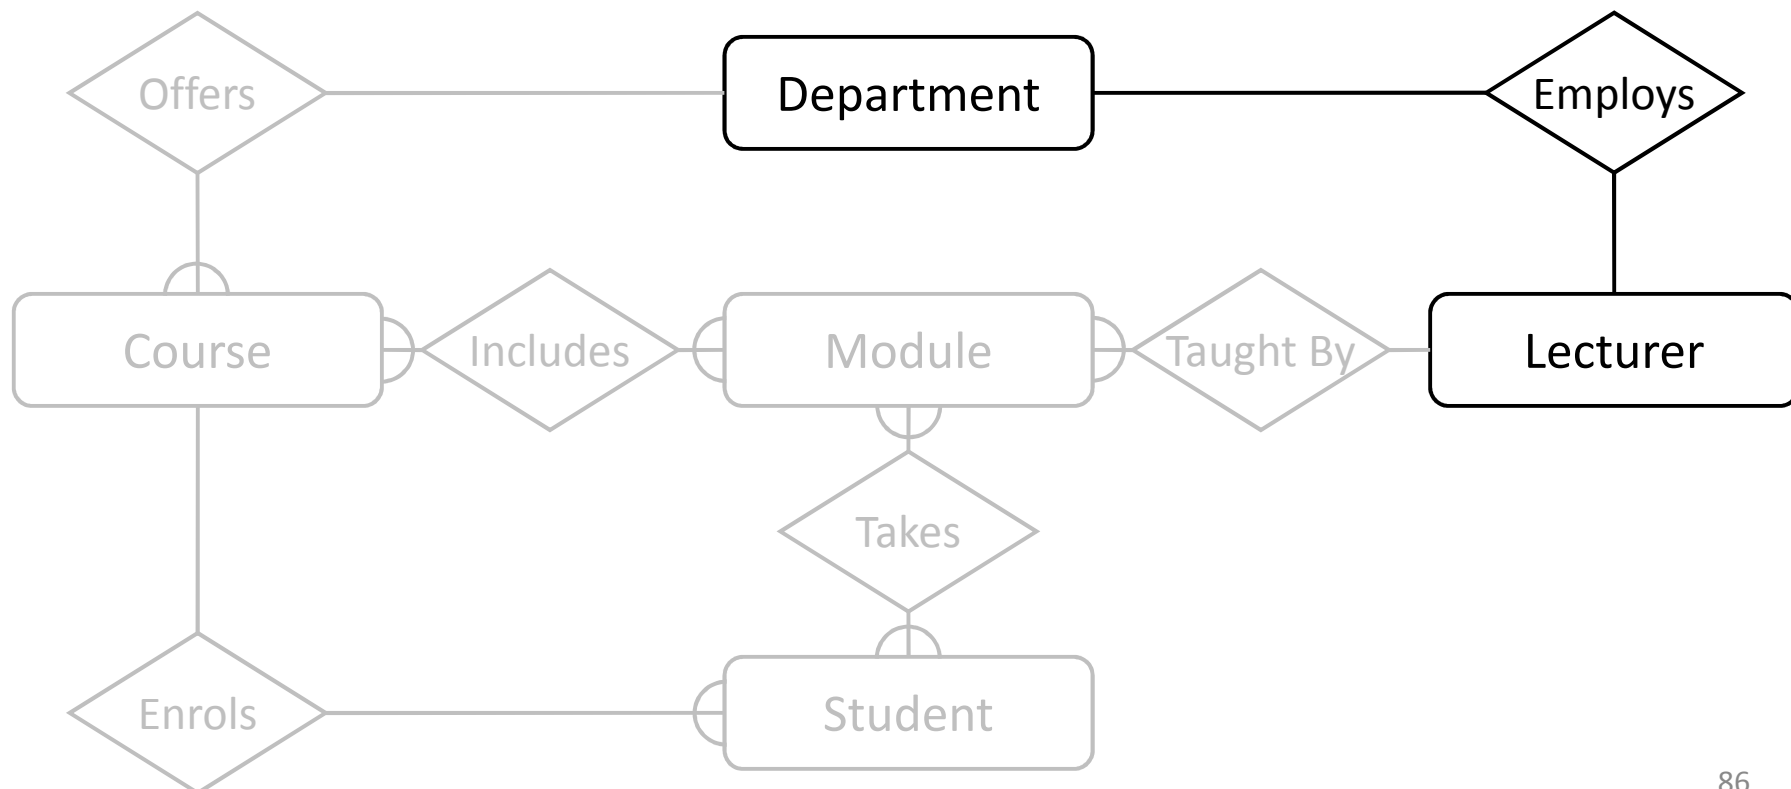 Offers
Department
Employs
Course
Includes
Module
Taught By
Lecturer
Takes
Enrols
Student
86